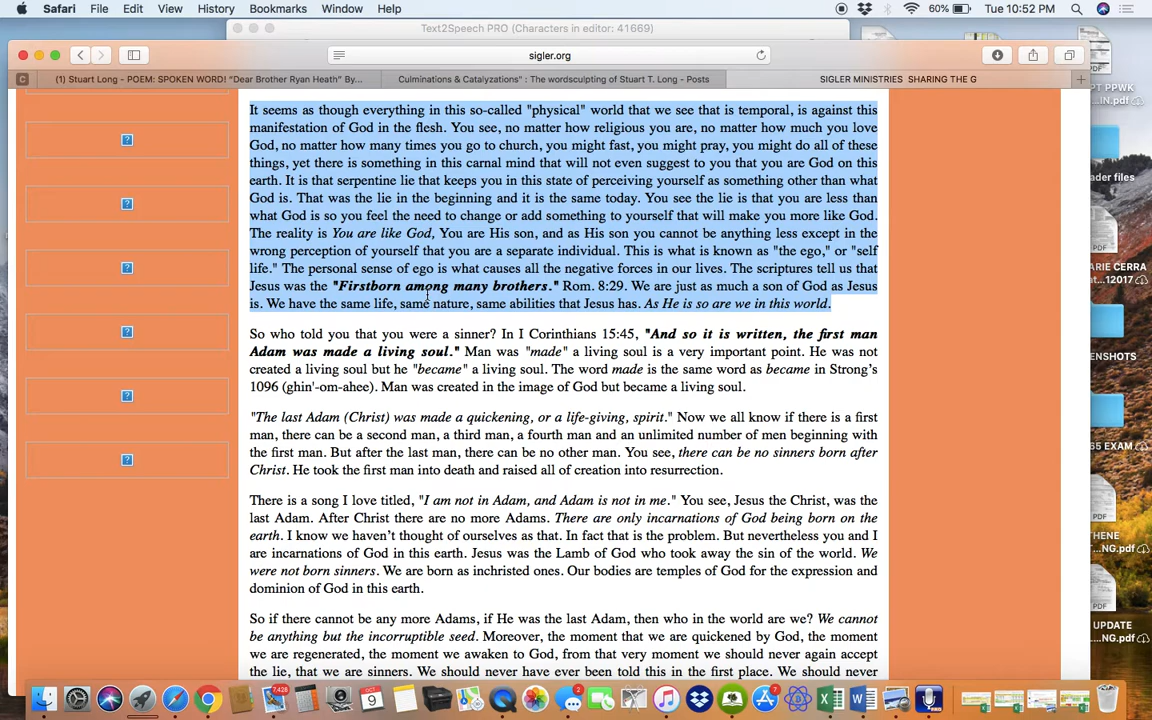 Safari File Edit View History Bookmarks Window Help 60% Tue 10:52 PM
Text2Speech PRO (Characters in editor: 41669)
sigler.org
(1) Stuart Long - POEM: SPOKEN WORD! "Dear Brother Ryan Heath" By...
Culminations & Catalyzations" : The wordsculpting of Stuart T. Long - Posts
SIGLER MINISTRIES SHARING THE G
It seems as though everything in this so-called "physical" world that we see that is temporal, is against this
manifestation of God in the flesh. You see, no matter how religious you are, no matter how much you love
God, no matter how many times you go to church, you might fast, you might pray, you might do all of these
things, yet there is something in this carnal mind that will not even suggest to you that you are God on this
earth. It is that serpentine lie that keeps you in this state of perceiving yourself as something other than what
God is. That was the lie in the beginning and it is the same today. You see the lie is that you are less than
what God is so you feel the need to change or add something to yourself that will make you more like God.
The reality is You are like God, You are His son, and as His son you cannot be anything less except in the
wrong perception of yourself that you are a separate individual. This is what is known as "the ego," or "self
life." The personal sense of ego is what causes all the negative forces in our lives. The scriptures tell us that
Jesus was the "Firstborn among many brothers." Rom. 8:29. We are just as much a son of God as Jesus
is. We have the same life, same nature, same abilities that Jesus has. As He is so are we in this world.
So who told you that you were a sinner? In I Corinthians 15:45, "And so it is written, the first man
Adam was made a living soul." Man was "made" a living soul is a very important point. He was not
created a living soul but he "became" a living soul. The word made is the same word as became in Strong's
1096 (ghin'-om-ahee). Man was created in the image of God but became a living soul.
"The last Adam (Christ) was made a quickening, or a life-giving, spirit." Now we all know if there is a first
man, there can be a second man, a third man, a fourth man and an unlimited number of men beginning with
the first man. But after the last man, there can be no other man. You see, there can be no sinners born after
Christ. He took the first man into death and raised all of creation into resurrection.
There is a song I love titled, "I am not in Adam, and Adam is not in me." You see, Jesus the Christ, was the
last Adam. After Christ there are no more Adams. There are only incarnations of God being born on the
earth. I know we haven't thought of ourselves as that. In fact that is the problem. But nevertheless you and I
are incarnations of God in this earth. Jesus was the Lamb of God who took away the sin of the world. We
were not born sinners. We are born as inchristed ones. Our bodies are temples of God for the expression and
dominion of God in this earth.
So if there cannot be any more Adams, if He was the last Adam, then who in the world are we? We cannot
be anything but the incorruptible seed. Moreover, the moment that we are quickened by God, the moment
we are regenerated, the moment we awaken to God, from that very moment we should never again accept
the lie, that we are sinners. We should never have ever been told this in the first place. We should never
PT PPWK
IN.pdf
ader files
ARIE CERRA
12017
ENSHOTS
65 EXAM
THENE
NG.pdf
UPDATE
NG.pdf
7,428
OCT
9
2
7